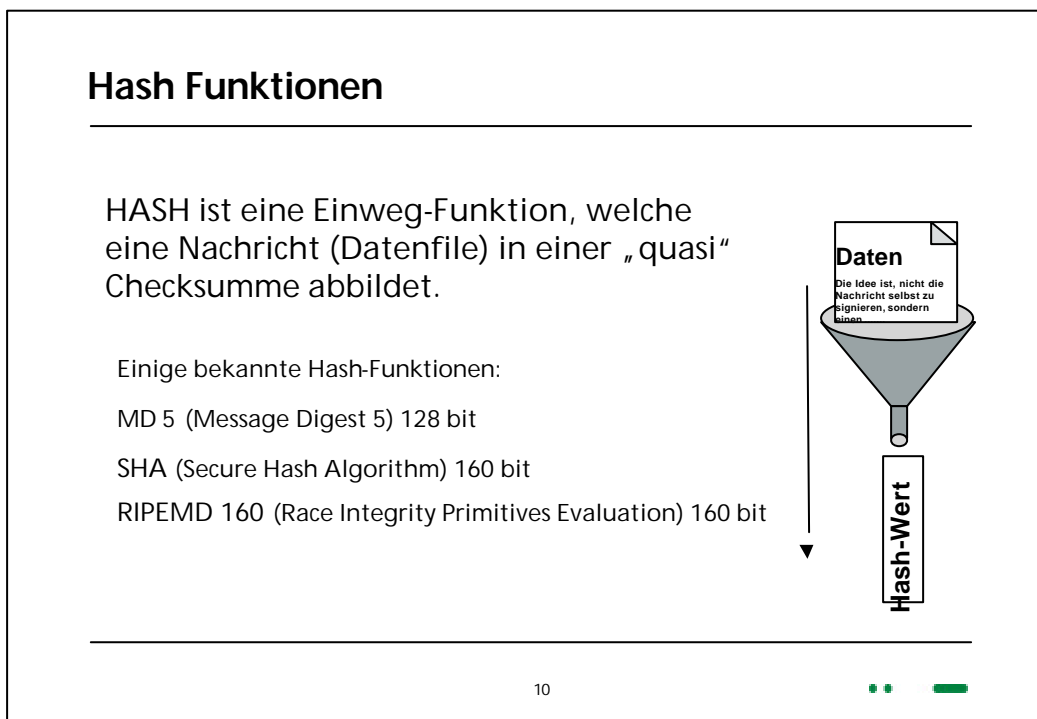 Hash Funktionen
HASH ist eine Einweg-Funktion, welche
eine Nachricht (Datenfile) in einer „quasi“
Checksumme abbildet.
Einige bekannte Hash-Funktionen:
MD 5 (Message Digest 5) 128 bit
SHA (Secure Hash Algorithm) 160 bit
RIPEMD 160 (Race Integrity Primitives Evaluation) 160 bit
Daten
Die Idee ist, nicht die
Nachricht selbst zu
signieren, sondern
einen
Hash-Wert
10